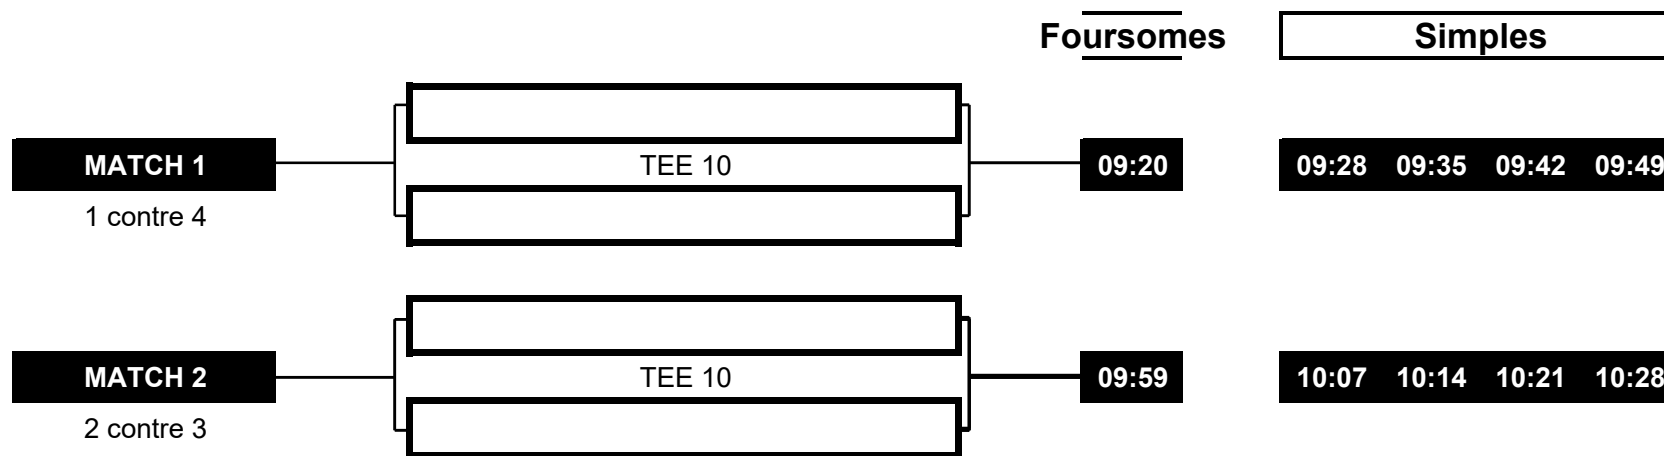 Foursomes Simples
MATCH 1 TEE 10 09:20 09:28 09:35 09:42 09:49
1 contre 4
MATCH 2 TEE 10 09:59 10:07 10:14 10:21 10:28
2 contre 3